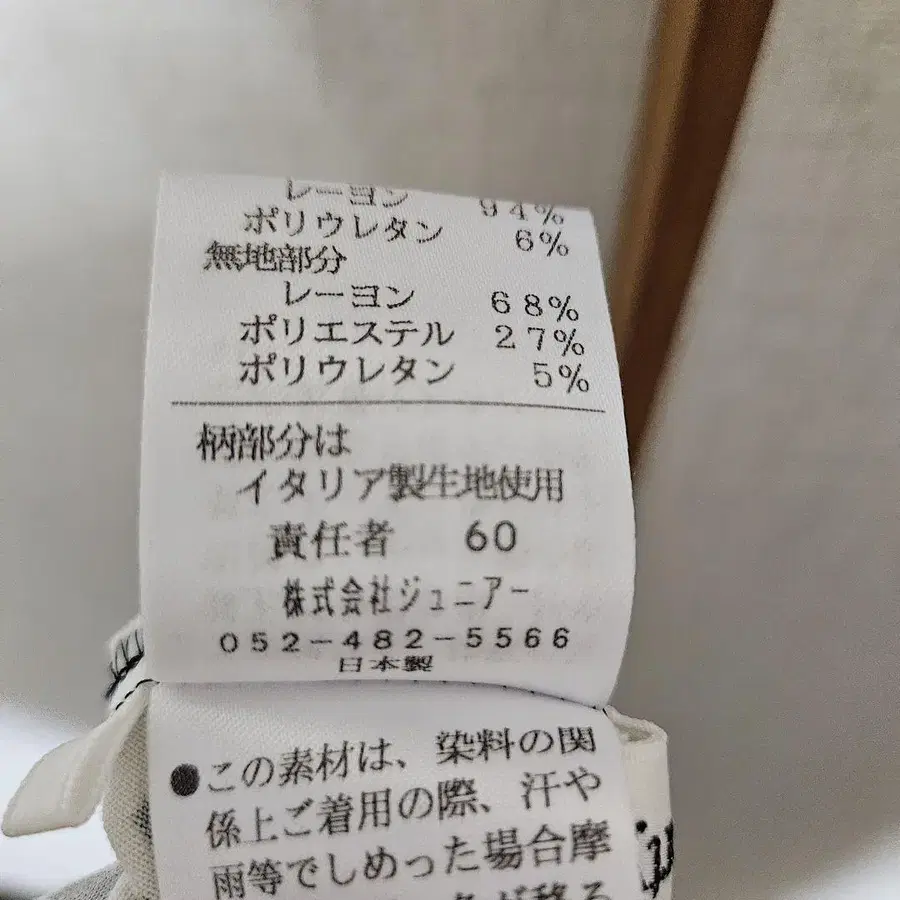 レーヨン 94%
ポリウレタン 6%
無地部分
レーヨン 68%
ポリエステル 27%
ポリウレタン 5%
柄部分は
イタリア製生地使用
責任者 60
株式会社ジュニアー
052-482-5566
日本製
●この素材は、染料の関
係上ご着用の際、汗や
雨等でしめった場合摩
が移る